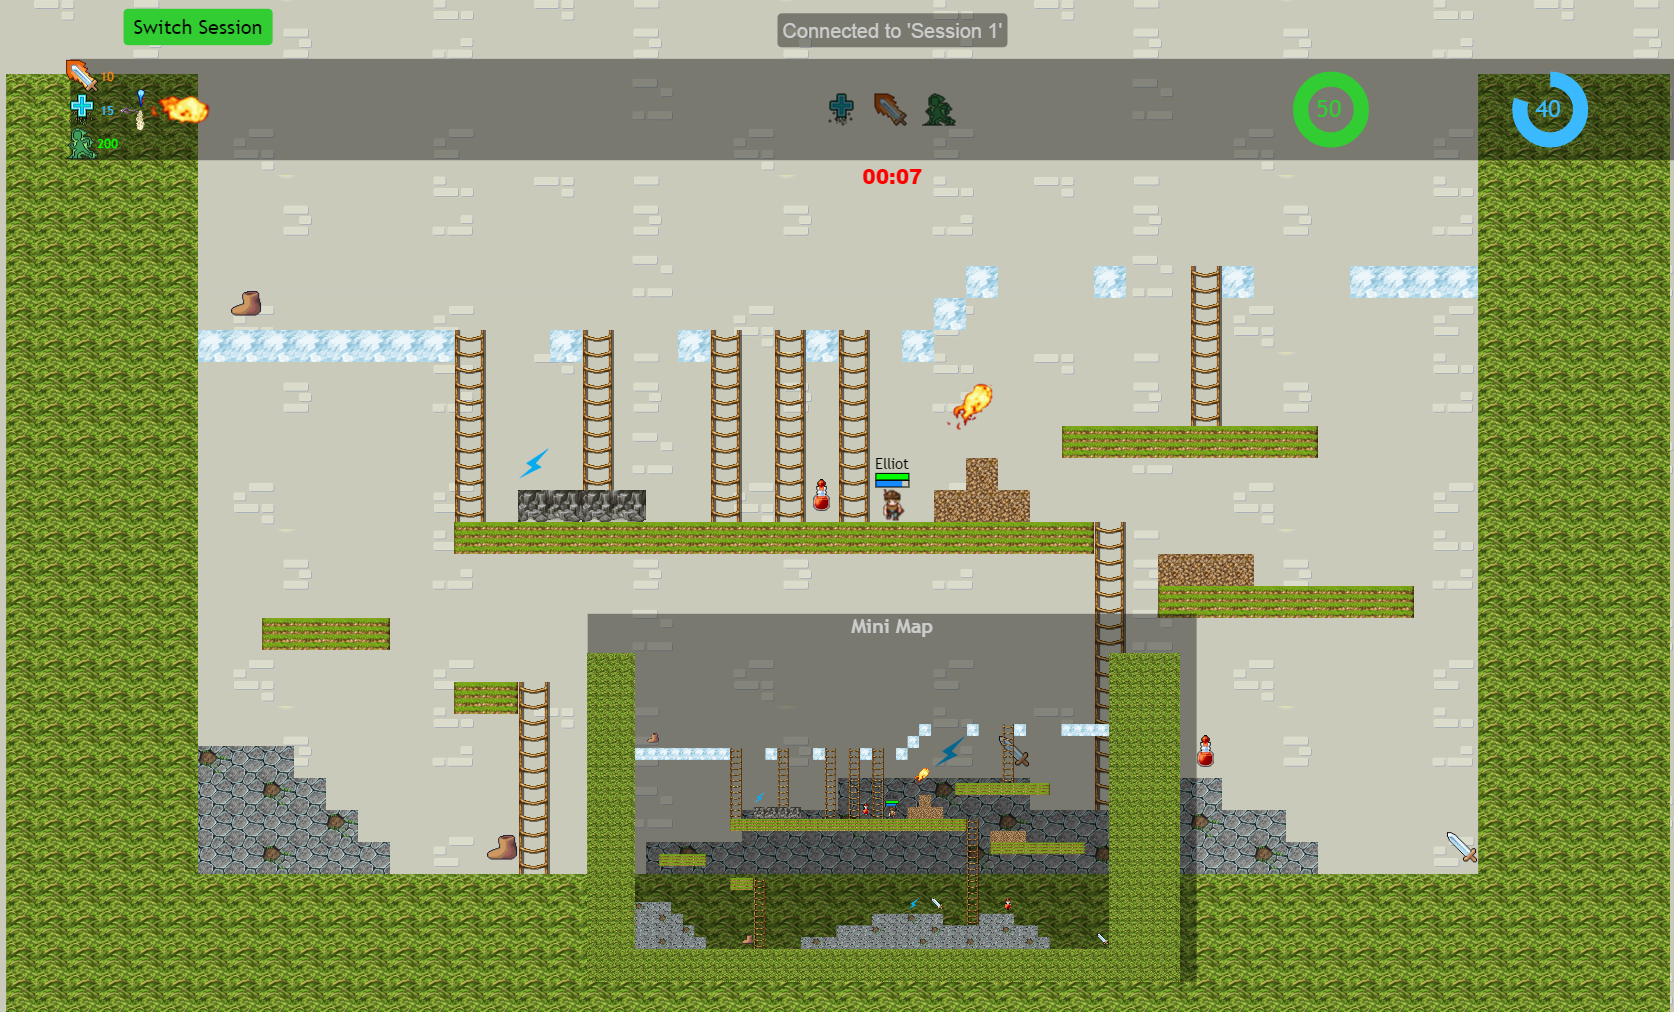 Switch Session
Connected to 'Session 1'
10
15
200
50
40
00:07
Elliot
Mini Map